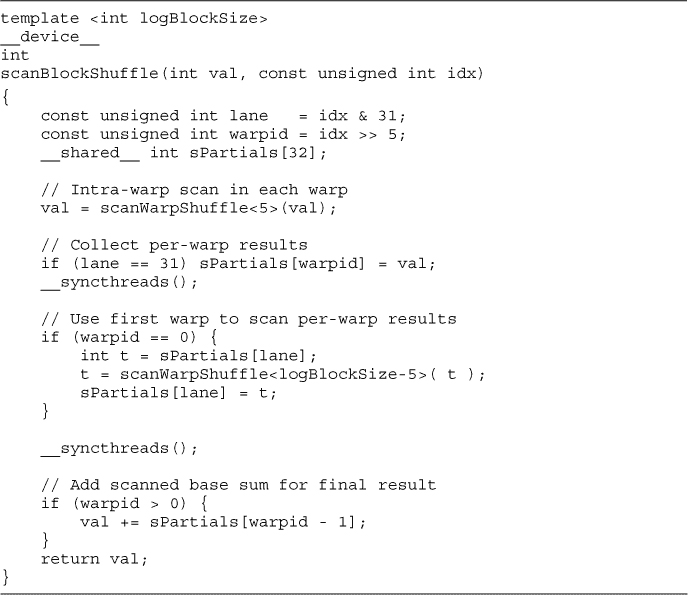 template <int logBlockSize>
__device__
int
scanBlockShuffle(int val, const unsigned int idx)
{
    const unsigned int lane   = idx & 31;
    const unsigned int warpid = idx >> 5;
    __shared__ int sPartials[32];

    // Intra-warp scan in each warp
    val = scanWarpShuffle<5>(val);

    // Collect per-warp results
    if (lane == 31) sPartials[warpid] = val;
    __syncthreads();

    // Use first warp to scan per-warp results
    if (warpid == 0) {
        int t = sPartials[lane];
        t = scanWarpShuffle<logBlockSize-5>( t );
        sPartials[lane] = t;
    }

    __syncthreads();

    // Add scanned base sum for final result
    if (warpid > 0) {
        val += sPartials[warpid - 1];
    }
    return val;
}